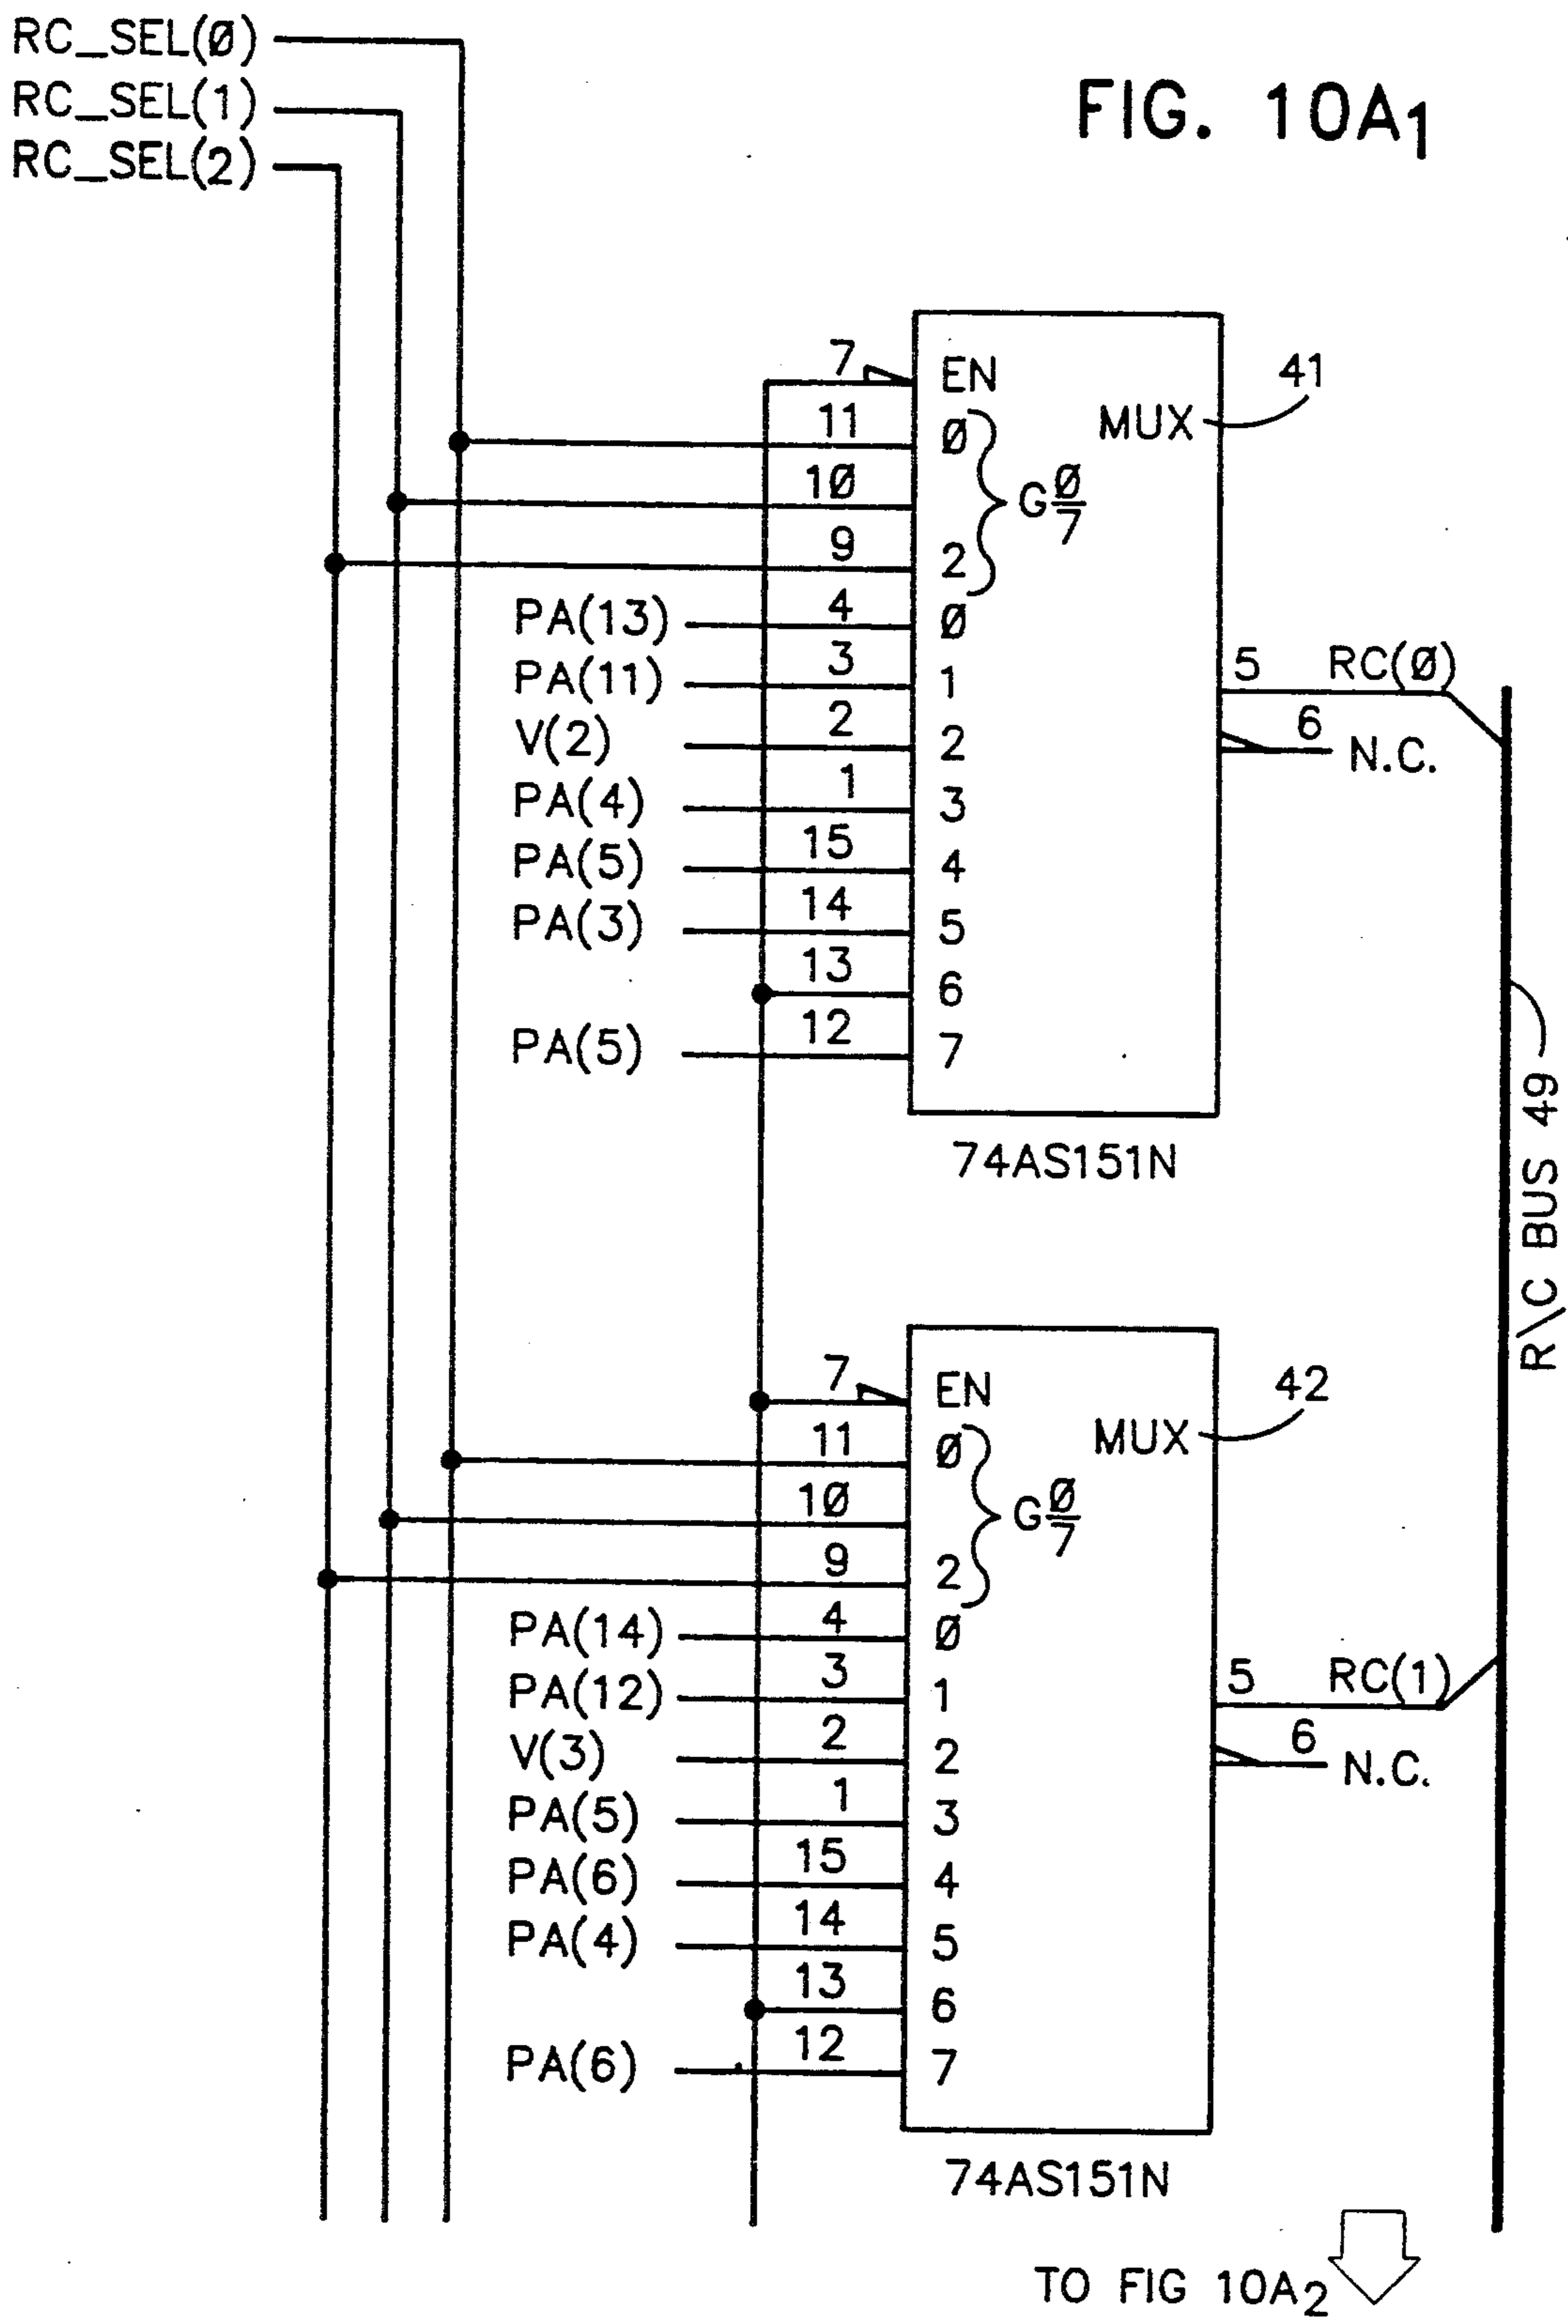 RC_SEL(Ø)
RC_SEL(1)
RC_SEL(2)
FIG. 10A1
7 EN
MUX 41
11 Ø
10 G Ø/7
9 2
PA(13) 4 Ø
PA(11) 3 1
V(2) 2 2
PA(4) 1 3
PA(5) 15 4
PA(3) 14 5
13 6
PA(5) 12 7
5 RC(Ø)
6 N.C.
74AS151N
R\C BUS 49
7 EN
MUX 42
11 Ø
1Ø G Ø/7
9 2
PA(14) 4 Ø
PA(12) 3 1
V(3) 2 2
PA(5) 1 3
PA(6) 15 4
PA(4) 14 5
13 6
PA(6) 12 7
5 RC(1)
6 N.C.
74AS151N
TO FIG 10A2